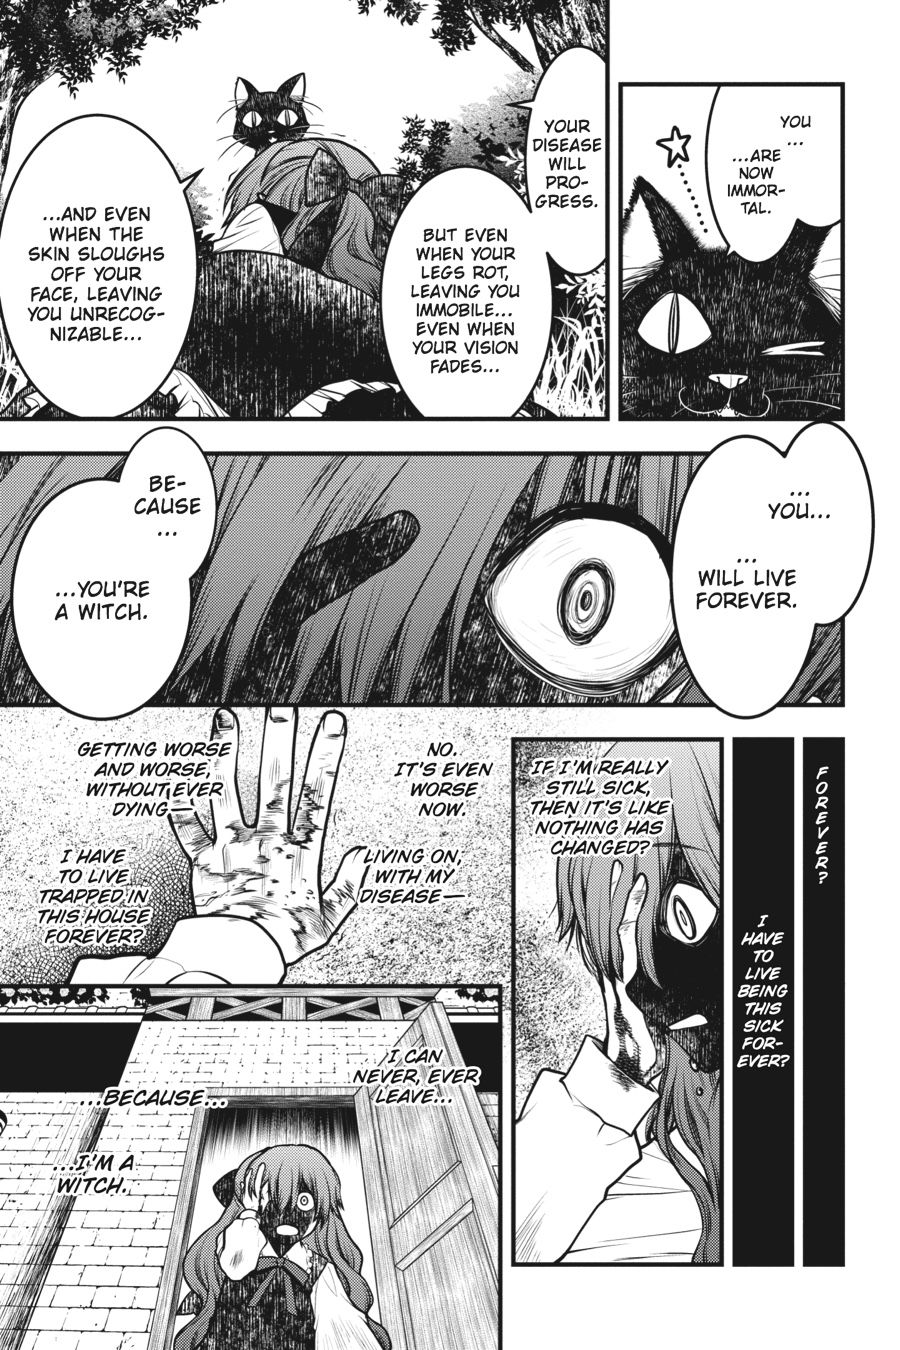 YOU
...
...ARE
NOW
IMMOR-
TAL.
YOUR
DISEASE
WILL
PRO-
GRESS.
BUT EVEN
WHEN YOUR
LEGS ROT,
LEAVING YOU
IMMOBILE...
EVEN WHEN
YOUR VISION
FADES...
...AND EVEN
WHEN THE
SKIN SLOUGHS
OFF YOUR
FACE, LEAVING
YOU UNRECOG-
NIZABLE...
...
YOU...
...
WILL LIVE
FOREVER.
BE-
CAUSE
...
...YOU'RE
A WITCH.
FOREVER?
I
HAVE
TO
LIVE
BEING
THIS
SICK
FOR-
EVER?
IF I'M REALLY
STILL SICK,
THEN IT'S LIKE
NOTHING HAS
CHANGED?
NO.
IT'S EVEN
WORSE
NOW.
LIVING ON,
WITH MY
DISEASE—
GETTING WORSE
AND WORSE,
WITHOUT EVER
DYING—
I HAVE
TO LIVE
TRAPPED IN
THIS HOUSE
FOREVER?
I CAN
NEVER, EVER
LEAVE...
...BECAUSE...
...I'M A
WITCH.